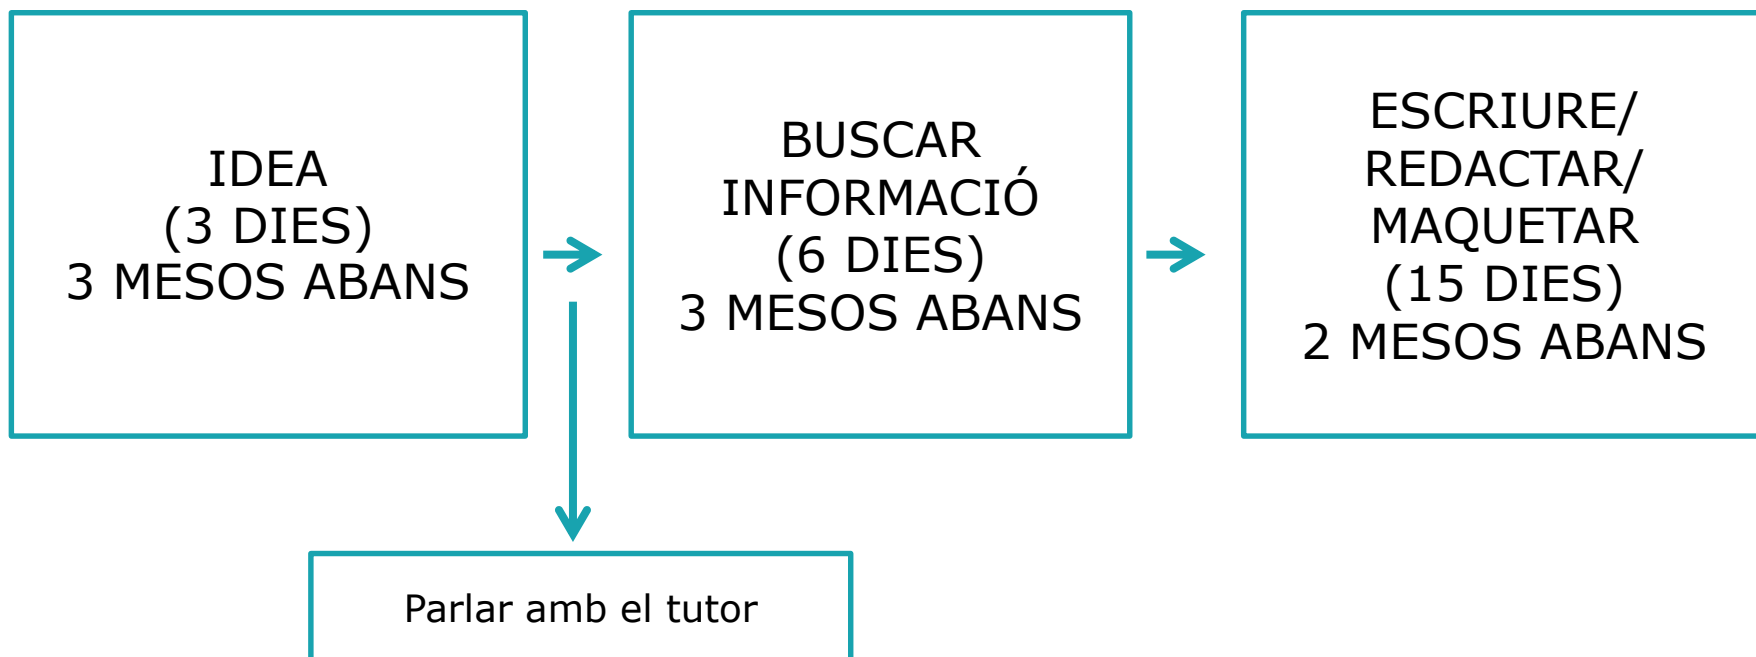 IDEA
(3 DIES)
3 MESOS ABANS
BUSCAR
INFORMACIÓ
(6 DIES)
3 MESOS ABANS
ESCRIURE/
REDACTAR/
MAQUETAR
(15 DIES)
2 MESOS ABANS
Parlar amb el tutor